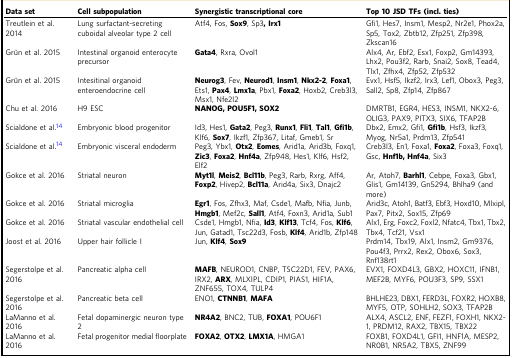 Data set Cell subpopulation Synergistic transcriptional core Top 10 JSD TFs (incl. ties)
Treutlein et al. Lung surfactant-secreting Atf4, Fos, Sox9, Sp3, Irx1 Gfi1, Hes7, Insm1, Mesp2, Nr2e1, Phox2a,
2014 cuboidal alveolar type 2 cell Sp5, Tox2, Zbtb12, Zfp251, Zfp398,
Zkscan16
Grün et al. 2015 Intestinal organoid enterocyte Gata4, Rxra, Ovol1 Alx4, Ar, Ebf2, Esx1, Foxp2, Gm14393,
precursor Lhx2, Pou3f2, Rarb, Snai2, Sox8, Tead4,
Tlx1, Zfhx4, Zfp52, Zfp532
Grün et al. 2015 Intesitinal organoid Neurog3, Fev, Neurod1, Insm1, Nkx2-2, Foxa1, Evx1, Hsf5, Ikzf2, Irx3, Lef1, Obox3, Peg3,
enteroendocrine cell Ets1, Pax4, Lmx1a, Pbx1, Foxa2, Hoxb2, Creb3l3, Sall2, Sp8, Zfp14, Zfp867
Msx1, Nfe2l2
Chu et al. 2016 H9 ESC NANOG, POU5F1, SOX2 DMRTB1, EGR4, HES3, INSM1, NKX2-6,
OLIG3, PAX9, PITX3, SIX6, TFAP2B
Scialdone et al.14 Embryonic blood progenitor Id3, Hes1, Gata2, Peg3, Runx1, Fli1, Tal1, Gfi1b, Dbx2, Emx2, Gfi1, Gfi1b, Hsf3, Ikzf3,
Klf6, Sox7, Ikzf1, Zfp367, Litaf, Gmeb1, Sr Myog, Nr5a1, Prdm13, Zfp541
Scialdone et al.14 Embryonic visceral endoderm Peg3, Ybx1, Otx2, Eomes, Arid1a, Arid3b, Foxq1, Creb3l3, En1, Foxa1, Foxa2, Foxa3, Foxq1,
Zic3, Foxa2, Hnf4a, Zfp948, Hes1, Klf6, Hsf2, Gsc, Hnf1b, Hnf4a, Six3
Elf2
Gokce et al. 2016 Striatal neuron Myt1l, Meis2, Bcl11b, Peg3, Rarb, Rxrg, Aff4, Ar, Atoh7, Barhl1, Cebpe, Foxa3, Gbx1,
Foxp2, Hivep2, Bcl11a, Arid4a, Six3, Dnajc2 Glis1, Gm14139, Gn5294, Bhlha9 (and
more)
Gokce et al. 2016 Striatal microglia Egr1, Fos, Zfhx3, Maf, Csde1, Mafb, Nfia, Junb, Arid3c, Atoh1, Batf3, Ebf3, Hoxd10, Mlxipl,
Hmgb1, Mef2c, Sall1, Atf4, Foxn3, Arid1a, Sub1 Pax7, Pitx2, Sox15, Zfp69
Gokce et al. 2016 Striatal vascular endothelial cell Csde1, Hmgb1, Nfia, Id3, Klf13, Tcf4, Fos, Klf6, Alx1, Erg, Foxc2, Foxl2, Nfatc4, Tbx1, Tbx2,
Jun, Gatad1, Tsc22d3, Fosb, Klf4, Arid1b, Zfp148 Tbx4, Tcf21, Vsx1
Joost et al. 2016 Upper hair follicle I Jun, Klf4, Sox9 Prdm14, Tbx19, Alx1, Insm2, Gm9376,
Pou4f3, Prrx2, Rex2, Obox6, Sox3,
Rnf138rt1
Segerstolpe et al. Pancreatic alpha cell MAFB, NEUROD1, CNBP, TSC22D1, FEV, PAX6, EVX1, FOXD4L3, GBX2, HOXC11, IFNB1,
2016 IRX2, ARX, MLXIPL, CDIP1, PIAS1, HIF1A, MEF2B, MYF6, POU3F3, SP9, SSX1
ZNF655, TOX4, TULP4
Segerstolpe et al. Pancreatic beta cell ENO1, CTNNB1, MAFA BHLHE23, DBX1, FERD3L, FOXR2, HOXB8,
2016 MYF5, OTP, SOHLH2, SOX3, TFAP2B
LaManno et al. Fetal dopaminergic neuron type NR4A2, BNC2, TUB, FOXA1, POU6F1 ALX4, ASCL2, ENF, FEZF1, FOXH1, NKX2-
2016 2 1, PRDM12, RAX2, TBX15, TBX22
LaManno et al. Fetal progenitor medial floorplate FOXA2, OTX2, LMX1A, HMGA1 FOXB1, FOXD4L1, GFI1, HNF1A, MESP2,
2016 NR0B1, NR5A2, TBX5, ZNF99